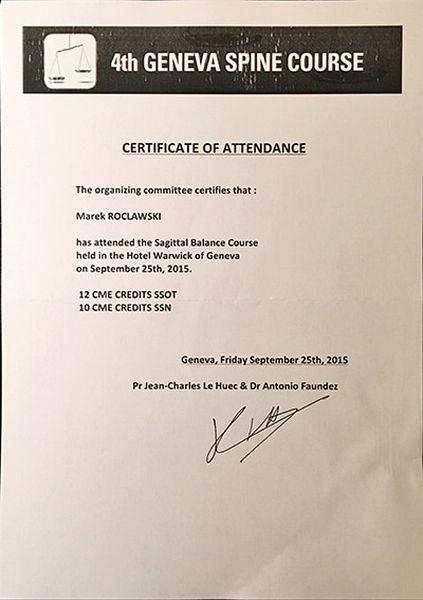 4th GENEVA SPINE COURSE
CERTIFICATE OF ATTENDANCE
The organizing committee certifies that :
Marek ROCLAWSKI
has attended the Sagittal Balance Course
held in the Hotel Warwick of Geneva
on September 25th, 2015.
12 CME CREDITS SSOT
10 CME CREDITS SSN
Geneva, Friday September 25th, 2015
Pr Jean-Charles Le Huec & Dr Antonio Faundez